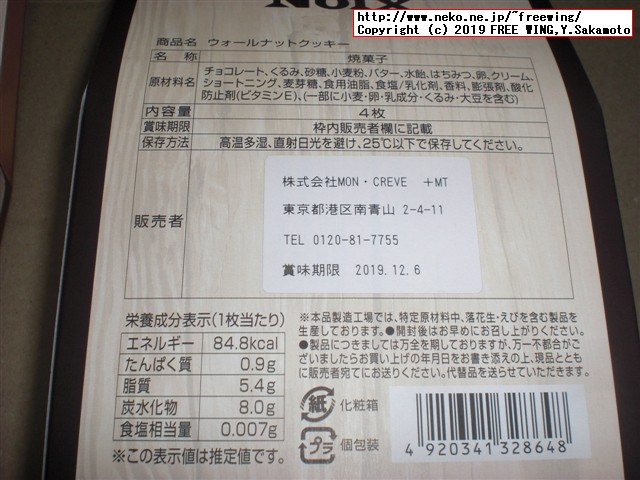 Noix
http://www.neko.ne.jp/~freewing/
Copyright (c) 2019 FREE WING,Y.Sakamoto
商品名 ウォールナットクッキー
名称 焼菓子
原材料名 チョコレート、くるみ、砂糖、小麦粉、バター、水飴、はちみつ、卵、クリーム、
ショートニング、麦芽糖、食用油脂、食塩/乳化剤、香料、膨張剤、酸化
防止剤(ビタミンE)、(一部に小麦・卵・乳成分・くるみ・大豆を含む)
内容量 4枚
賞味期限 枠内販売者欄に記載
保存方法 高温多湿、直射日光を避け、25℃以下で保存してください。
販売者
株式会社MON・CREVE +MT
東京都港区南青山 2-4-11
TEL 0120-81-7755
賞味期限 2019.12.6
栄養成分表示(1枚当たり)
エネルギー 84.8kcal
たんぱく質 0.9g
脂質 5.4g
炭水化物 8.0g
食塩相当量 0.007g
※この表示値は推定値です。
※本品製造工場では、特定原材料中、落花生・えびを含む製品を
生産しております。●開封後はお早めにお召し上がりください。
●製品につきましては万全を期しておりますが、万一不都合がご
ざいましたらお買い上げの年月日をお書き添えの上、現品ととも
に販売者宛てにお送りください。代替品を送らせていただきます。
紙 化粧箱
プラ 個包装
4 920341 328648